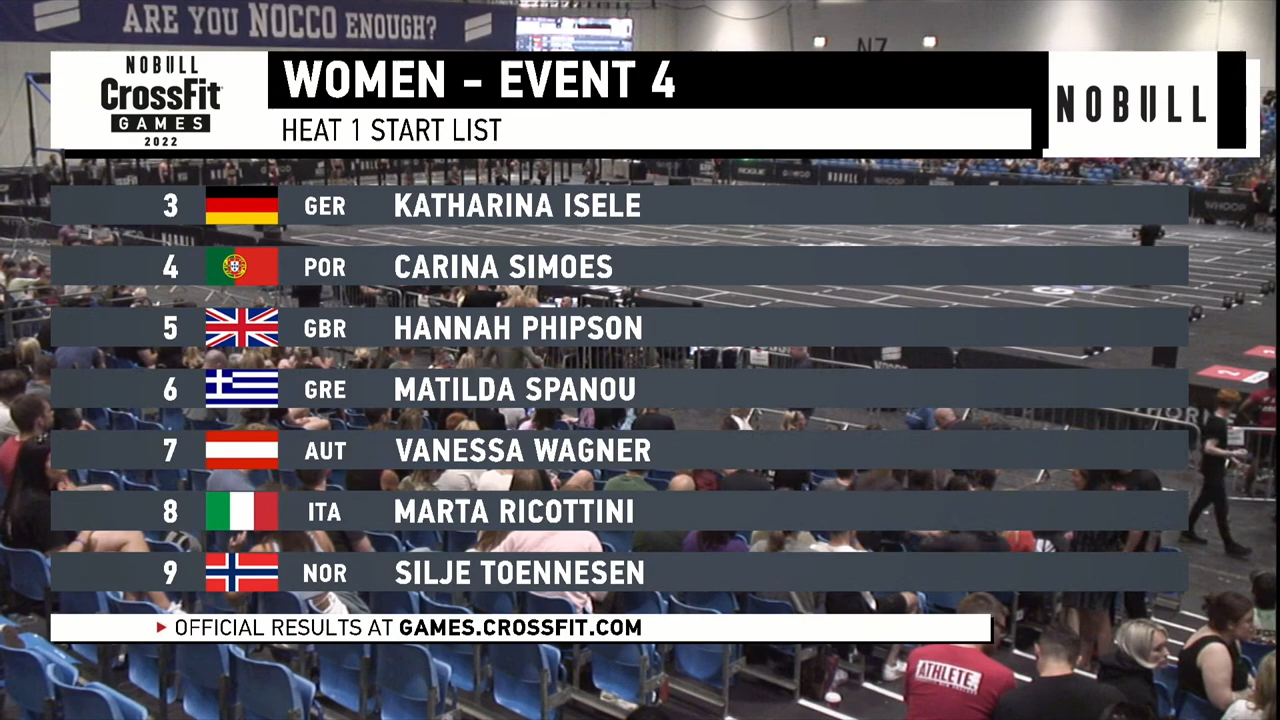 ARE YOU NOCCO ENOUGH?
NOBULL
CrossFit
GAMES
2022
WOMEN - EVENT 4
HEAT 1 START LIST
NOBULL
3 GER KATHARINA ISELE
4 POR CARINA SIMOES
5 GBR HANNAH PHIPSON
6 GRE MATILDA SPANOU
7 AUT VANESSA WAGNER
8 ITA MARTA RICOTTINI
9 NOR SILJE TOENNESEN
OFFICIAL RESULTS AT GAMES.CROSSFIT.COM
WHOOP
ATHLETE.